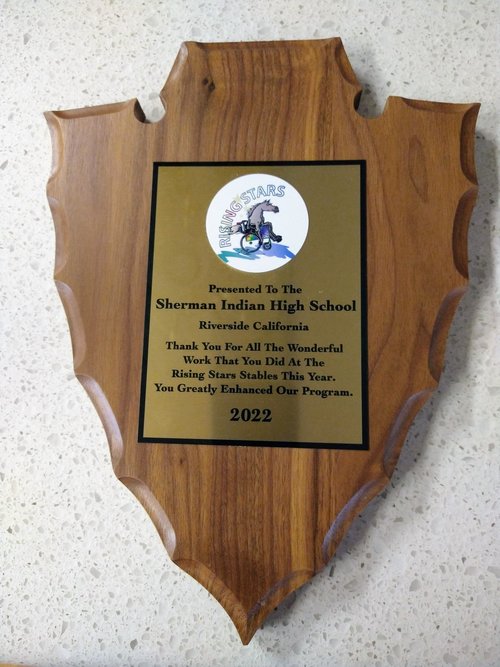 RISING STARS
Presented To The
Sherman Indian High School
Riverside California
Thank You For All The Wonderful
Work That You Did At The
Rising Stars Stables This Year.
You Greatly Enhanced Our Program.
2022